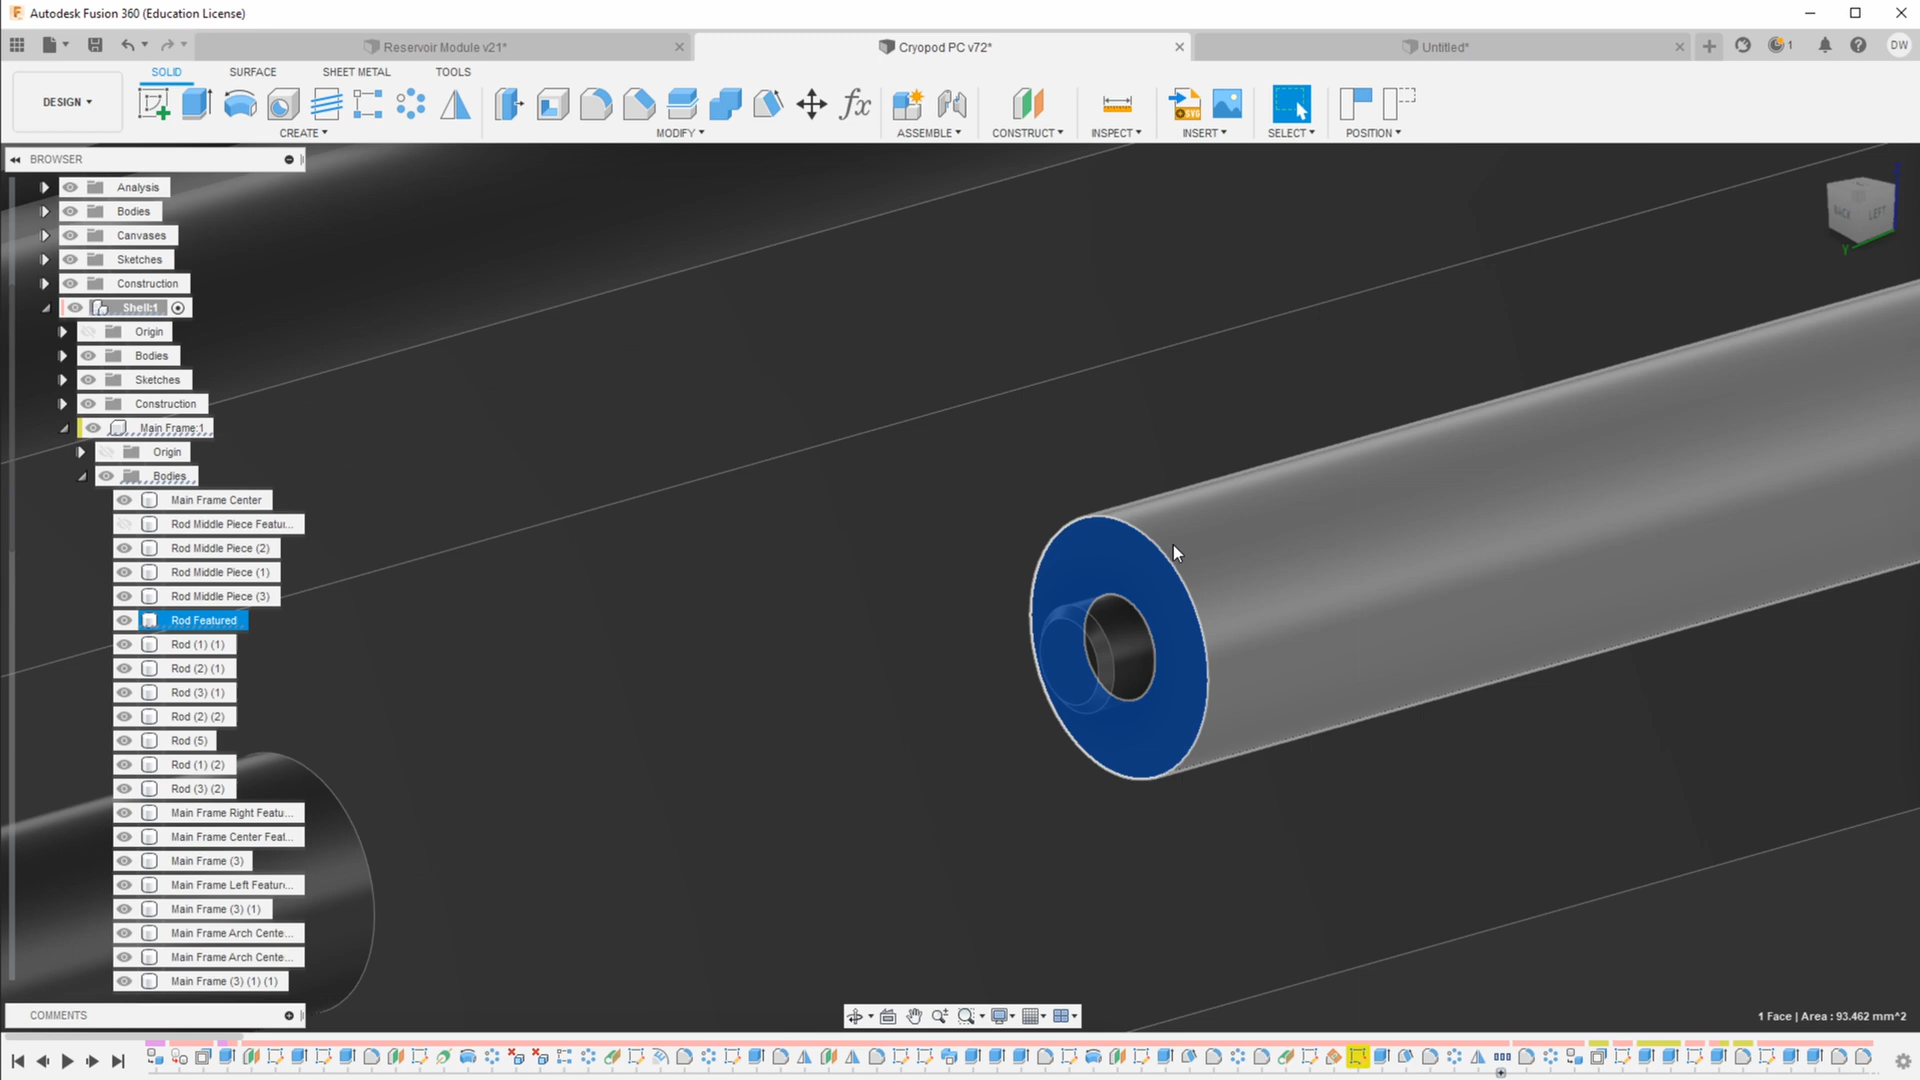 Autodesk Fusion 360 (Education License)
Reservoir Module v21*
Cryopod PC v72*
Untitled*
1
DW
DESIGN
SOLID
SURFACE
SHEET METAL
TOOLS
CREATE
MODIFY
ASSEMBLE
CONSTRUCT
INSPECT
INSERT
SELECT
POSITION
BROWSER
Analysis
Bodies
Canvases
Sketches
Construction
Shell:1
Origin
Bodies
Sketches
Construction
Main Frame:1
Origin
Bodies
Main Frame Center
Rod Middle Piece Featu...
Rod Middle Piece (2)
Rod Middle Piece (1)
Rod Middle Piece (3)
Rod Featured
Rod (1) (1)
Rod (2) (1)
Rod (3) (1)
Rod (2) (2)
Rod (5)
Rod (1) (2)
Rod (3) (2)
Main Frame Right Featu...
Main Frame Center Feat...
Main Frame (3)
Main Frame Left Featur...
Main Frame (3) (1)
Main Frame Arch Cente...
Main Frame Arch Cente...
Main Frame (3) (1) (1)
BACK
LEFT
Y
COMMENTS
1 Face | Area : 93.462 mm^2